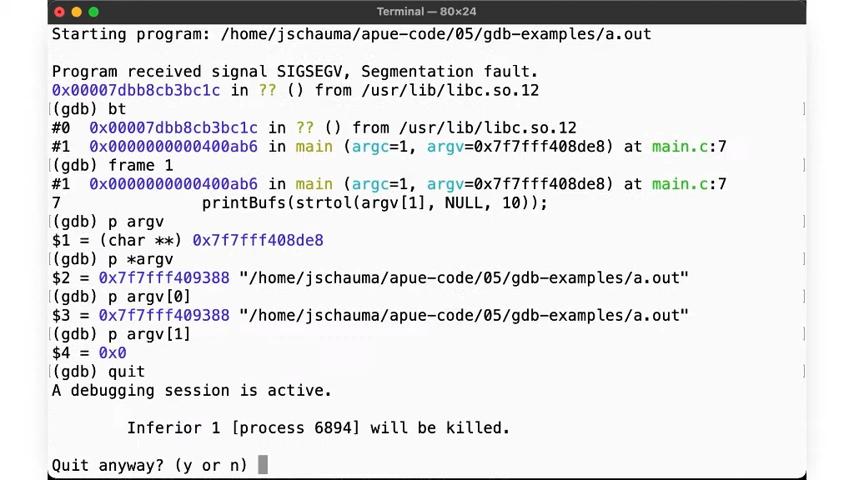 Terminal — 80×24
Starting program: /home/jschauma/apue-code/05/gdb-examples/a.out
Program received signal SIGSEGV, Segmentation fault.
0x00007dbb8cb3bc1c in ?? () from /usr/lib/libc.so.12
(gdb) bt
#0  0x00007dbb8cb3bc1c in ?? () from /usr/lib/libc.so.12
#1  0x0000000000400ab6 in main (argc=1, argv=0x7f7fff408de8) at main.c:7
(gdb) frame 1
#1  0x0000000000400ab6 in main (argc=1, argv=0x7f7fff408de8) at main.c:7
7               printBufs(strtol(argv[1], NULL, 10));
(gdb) p argv
$1 = (char **) 0x7f7fff408de8
(gdb) p *argv
$2 = 0x7f7fff409388 "/home/jschauma/apue-code/05/gdb-examples/a.out"
(gdb) p argv[0]
$3 = 0x7f7fff409388 "/home/jschauma/apue-code/05/gdb-examples/a.out"
(gdb) p argv[1]
$4 = 0x0
(gdb) quit
A debugging session is active.
Inferior 1 [process 6894] will be killed.
Quit anyway? (y or n)